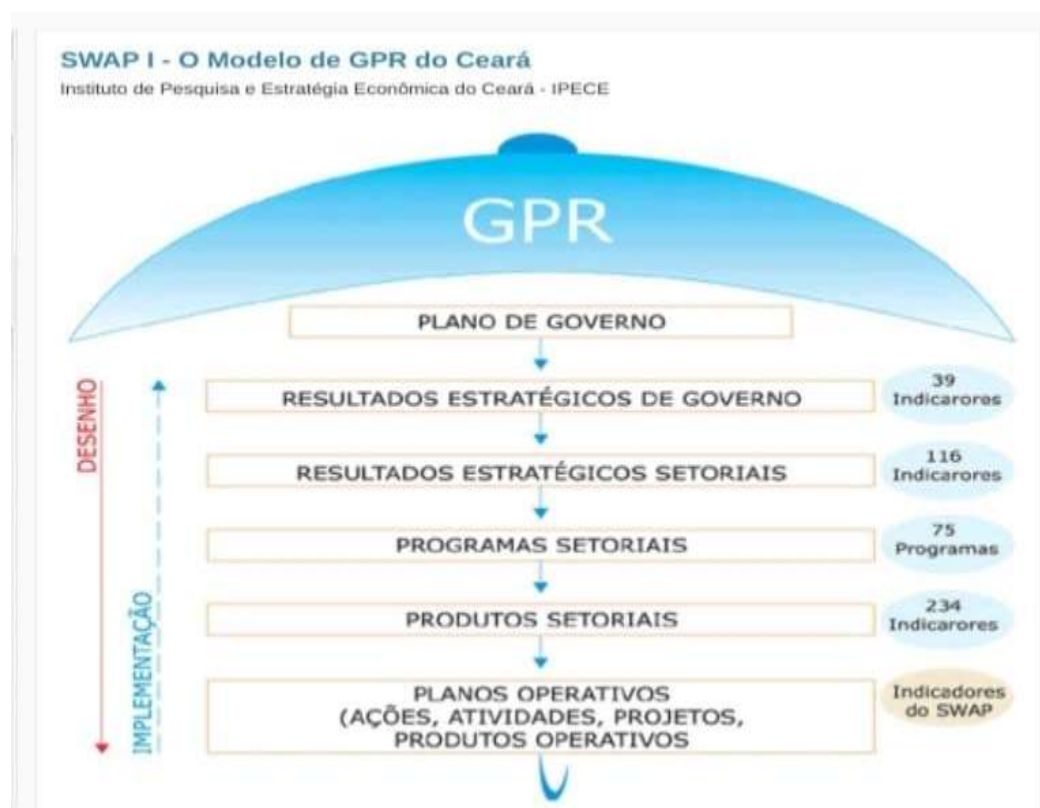 SWAP I - O Modelo de GPR do Ceará
Instituto de Pesquisa e Estratégia Econômica do Ceará - IPECE
GPR
PLANO DE GOVERNO
DESENHO
IMPLEMENTAÇÃO
RESULTADOS ESTRATÉGICOS DE GOVERNO
39
Indicarores
RESULTADOS ESTRATÉGICOS SETORIAIS
116
Indicarores
PROGRAMAS SETORIAIS
75
Programas
PRODUTOS SETORIAIS
234
Indicarores
PLANOS OPERATIVOS
(AÇÕES, ATIVIDADES, PROJETOS,
PRODUTOS OPERATIVOS
Indicadores
do SWAP